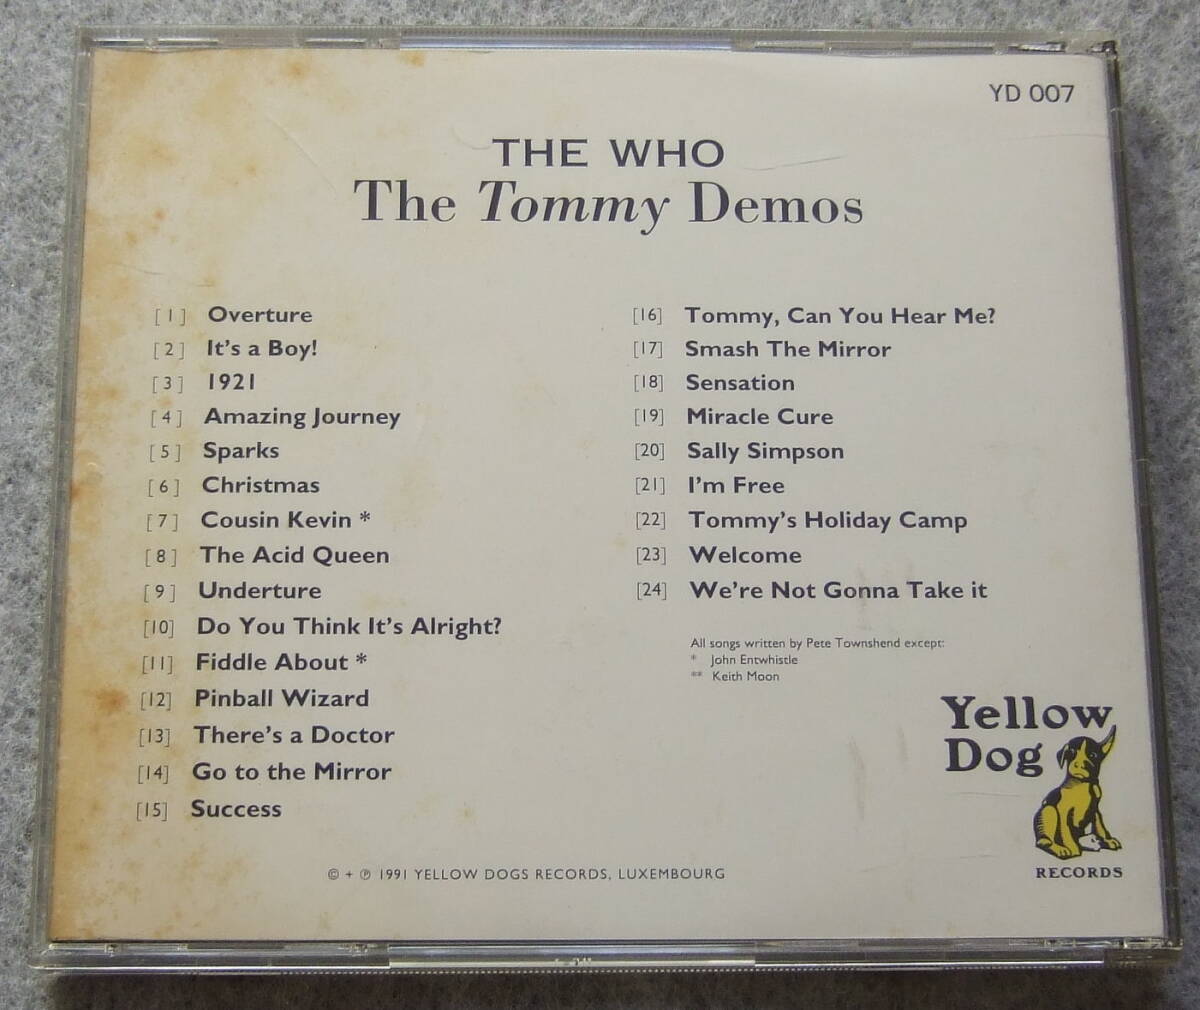 YD 007
THE WHO
The Tommy Demos
[1] Overture
[2] It's a Boy!
[3] 1921
[4] Amazing Journey
[5] Sparks
[6] Christmas
[7] Cousin Kevin *
[8] The Acid Queen
[9] Underture
[10] Do You Think It's Alright?
[11] Fiddle About *
[12] Pinball Wizard
[13] There's a Doctor
[14] Go to the Mirror
[15] Success
[16] Tommy, Can You Hear Me?
[17] Smash The Mirror
[18] Sensation
[19] Miracle Cure
[20] Sally Simpson
[21] I'm Free
[22] Tommy's Holiday Camp
[23] Welcome
[24] We're Not Gonna Take it
All songs written by Pete Townshend except:
* John Entwhistle
** Keith Moon
Yellow
Dog
RECORDS
© + ℗ 1991 YELLOW DOGS RECORDS, LUXEMBOURG